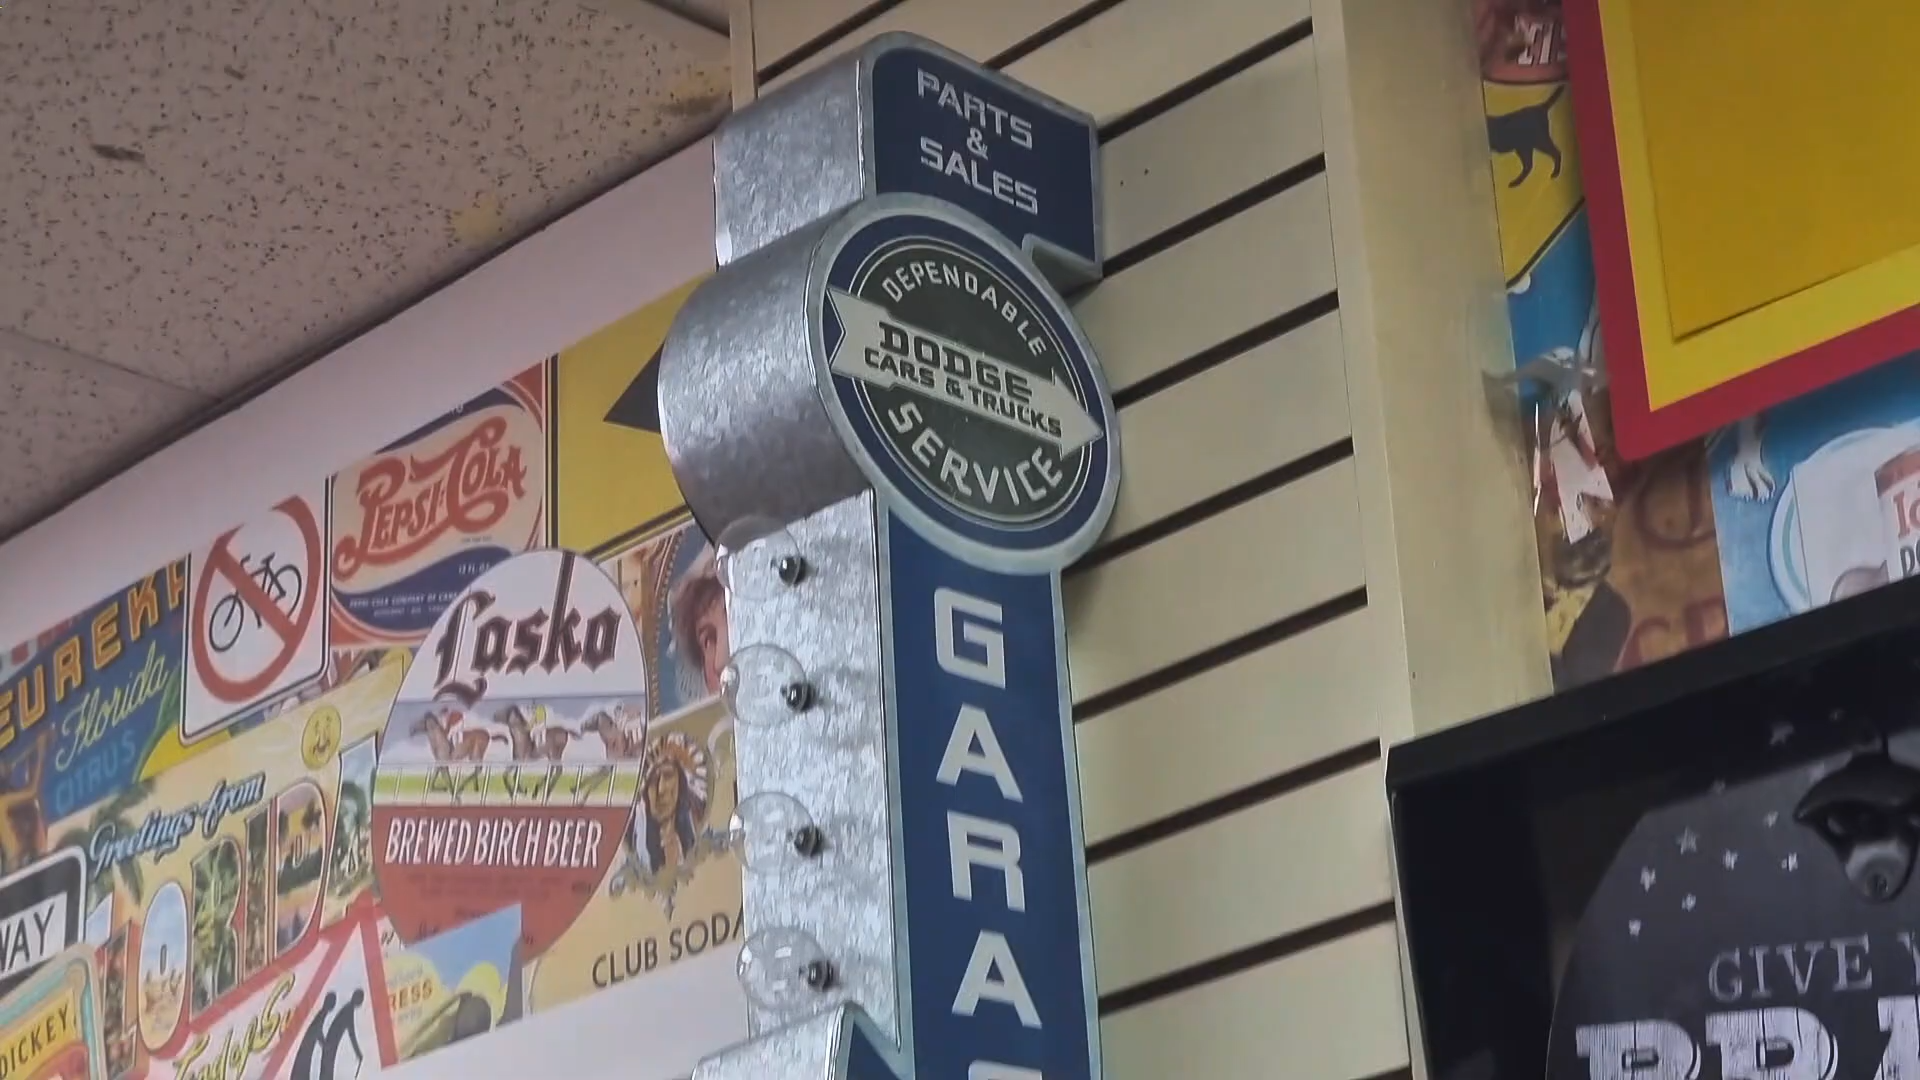 PARTS
&
SALES
DEPENDABLE
DODGE
CARS & TRUCKS
SERVICE
GARA
PEPSI-COLA
EUREKA
Florida
CITRUS
Lasko
BREWED BIRCH BEER
Greetings from
CLUB SODA
WAY
DICKEY
RESS
GIVE